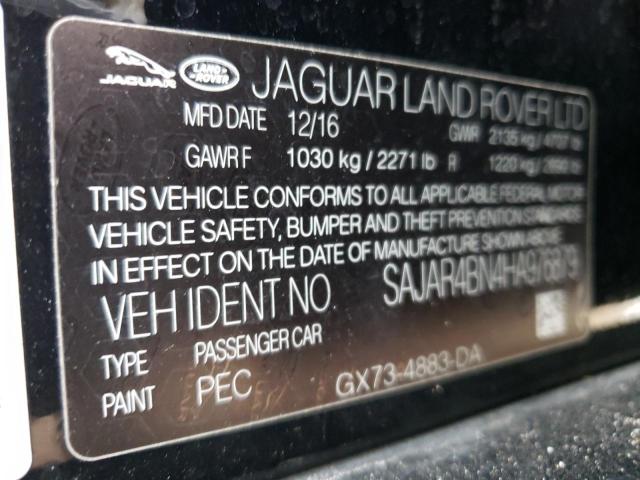 JAGUAR LAND ROVER JAGUAR LAND ROVER LTD
MFD DATE 12/16 GVWR 2135 kg / 4707 lb
GAWR F 1030 kg / 2271 lb R 1220 kg / 2690 lb
THIS VEHICLE CONFORMS TO ALL APPLICABLE FEDERAL MOTOR
VEHICLE SAFETY, BUMPER AND THEFT PREVENTION STANDARDS
IN EFFECT ON THE DATE OF MANUFACTURE SHOWN ABOVE
VEH IDENT NO. SAJAR4BN4HA976879
TYPE PASSENGER CAR
PAINT PEC GX73-4883-DA